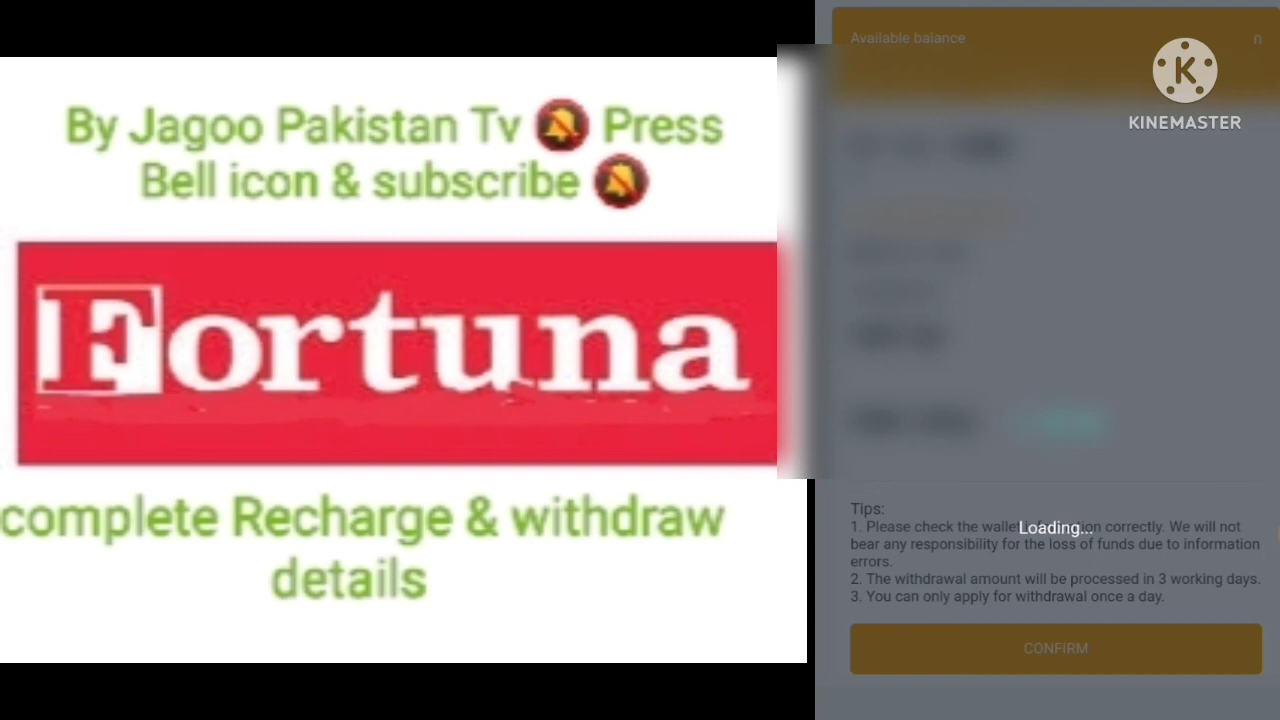 By Jagoo Pakistan Tv 🔕 Press
Bell icon & subscribe 🔕
Fortuna
complete Recharge & withdraw
details
Available balance
KINEMASTER
Tips:
1. Please check the wallet information correctly. We will not
bear any responsibility for the loss of funds due to information
errors.
2. The withdrawal amount will be processed in 3 working days.
3. You can only apply for withdrawal once a day.
Loading...
CONFIRM